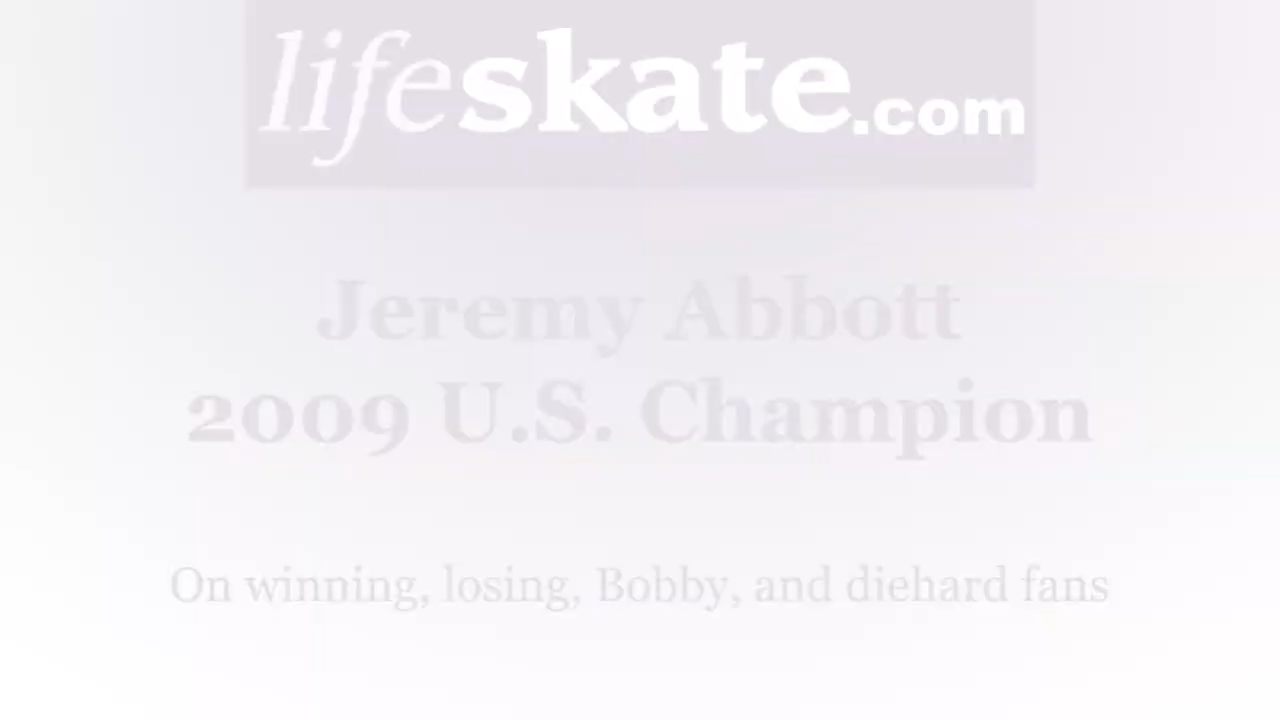 lifeskate.com
Jeremy Abbott
2009 U.S. Champion
On winning, losing, Bobby, and diehard fans